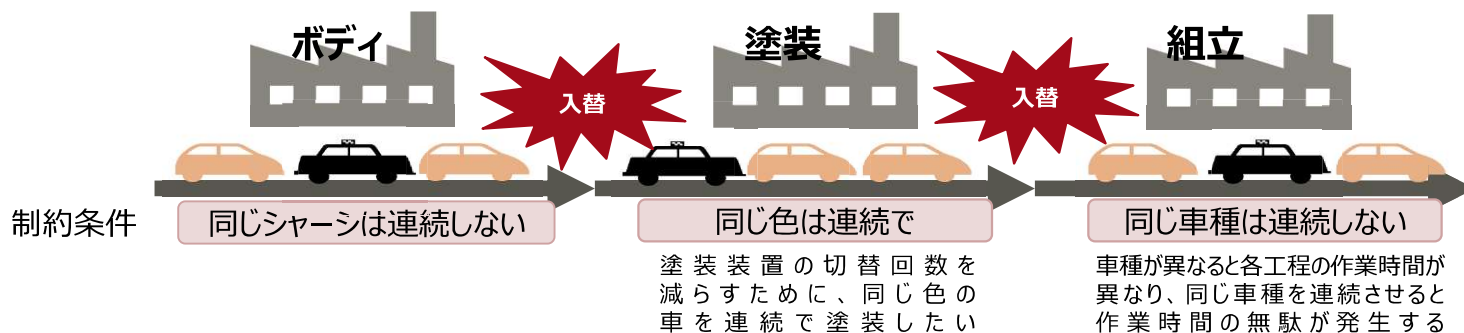 ボディ
塗装
組立
入替
入替
制約条件
同じシャーシは連続しない
同じ色は連続で
同じ車種は連続しない
塗装装置の切替回数を
減らすために、同じ色の
車を連続で塗装したい
車種が異なると各工程の作業時間が
異なり、同じ車種を連続させると
作業時間の無駄が発生する